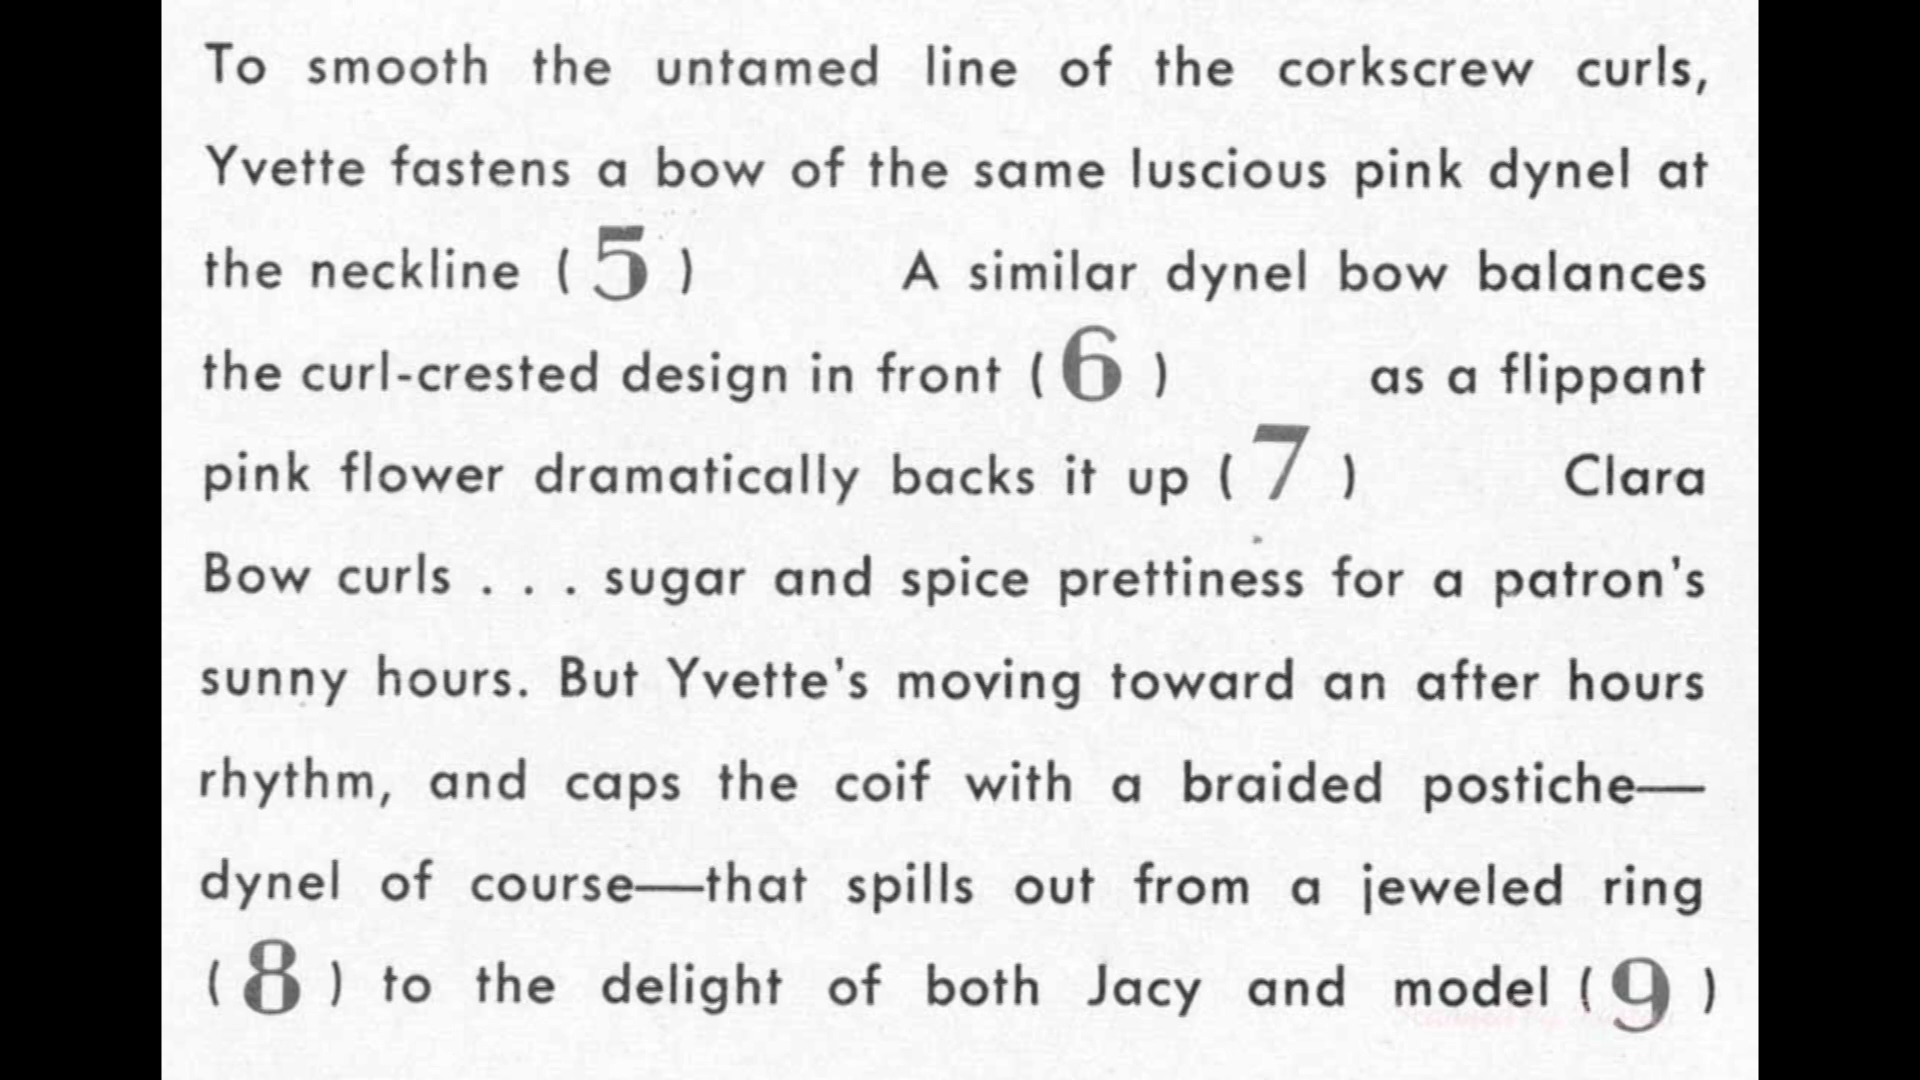 To smooth the untamed line of the corkscrew curls,
Yvette fastens a bow of the same luscious pink dynel at
the neckline (5) A similar dynel bow balances
the curl-crested design in front (6) as a flippant
pink flower dramatically backs it up (7) Clara
Bow curls . . . sugar and spice prettiness for a patron's
sunny hours. But Yvette's moving toward an after hours
rhythm, and caps the coif with a braided postiche—
dynel of course—that spills out from a jeweled ring
(8) to the delight of both Jacy and model (9)